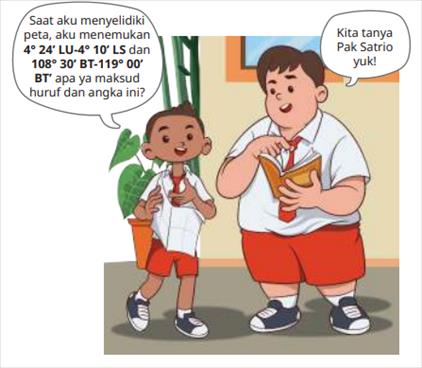 Saat aku menyelidiki
peta, aku menemukan
4° 24’ LU-4° 10’ LS dan
108° 30’ BT-119° 00’
BT’ apa ya maksud
huruf dan angka ini?
Kita tanya
Pak Satrio
yuk!